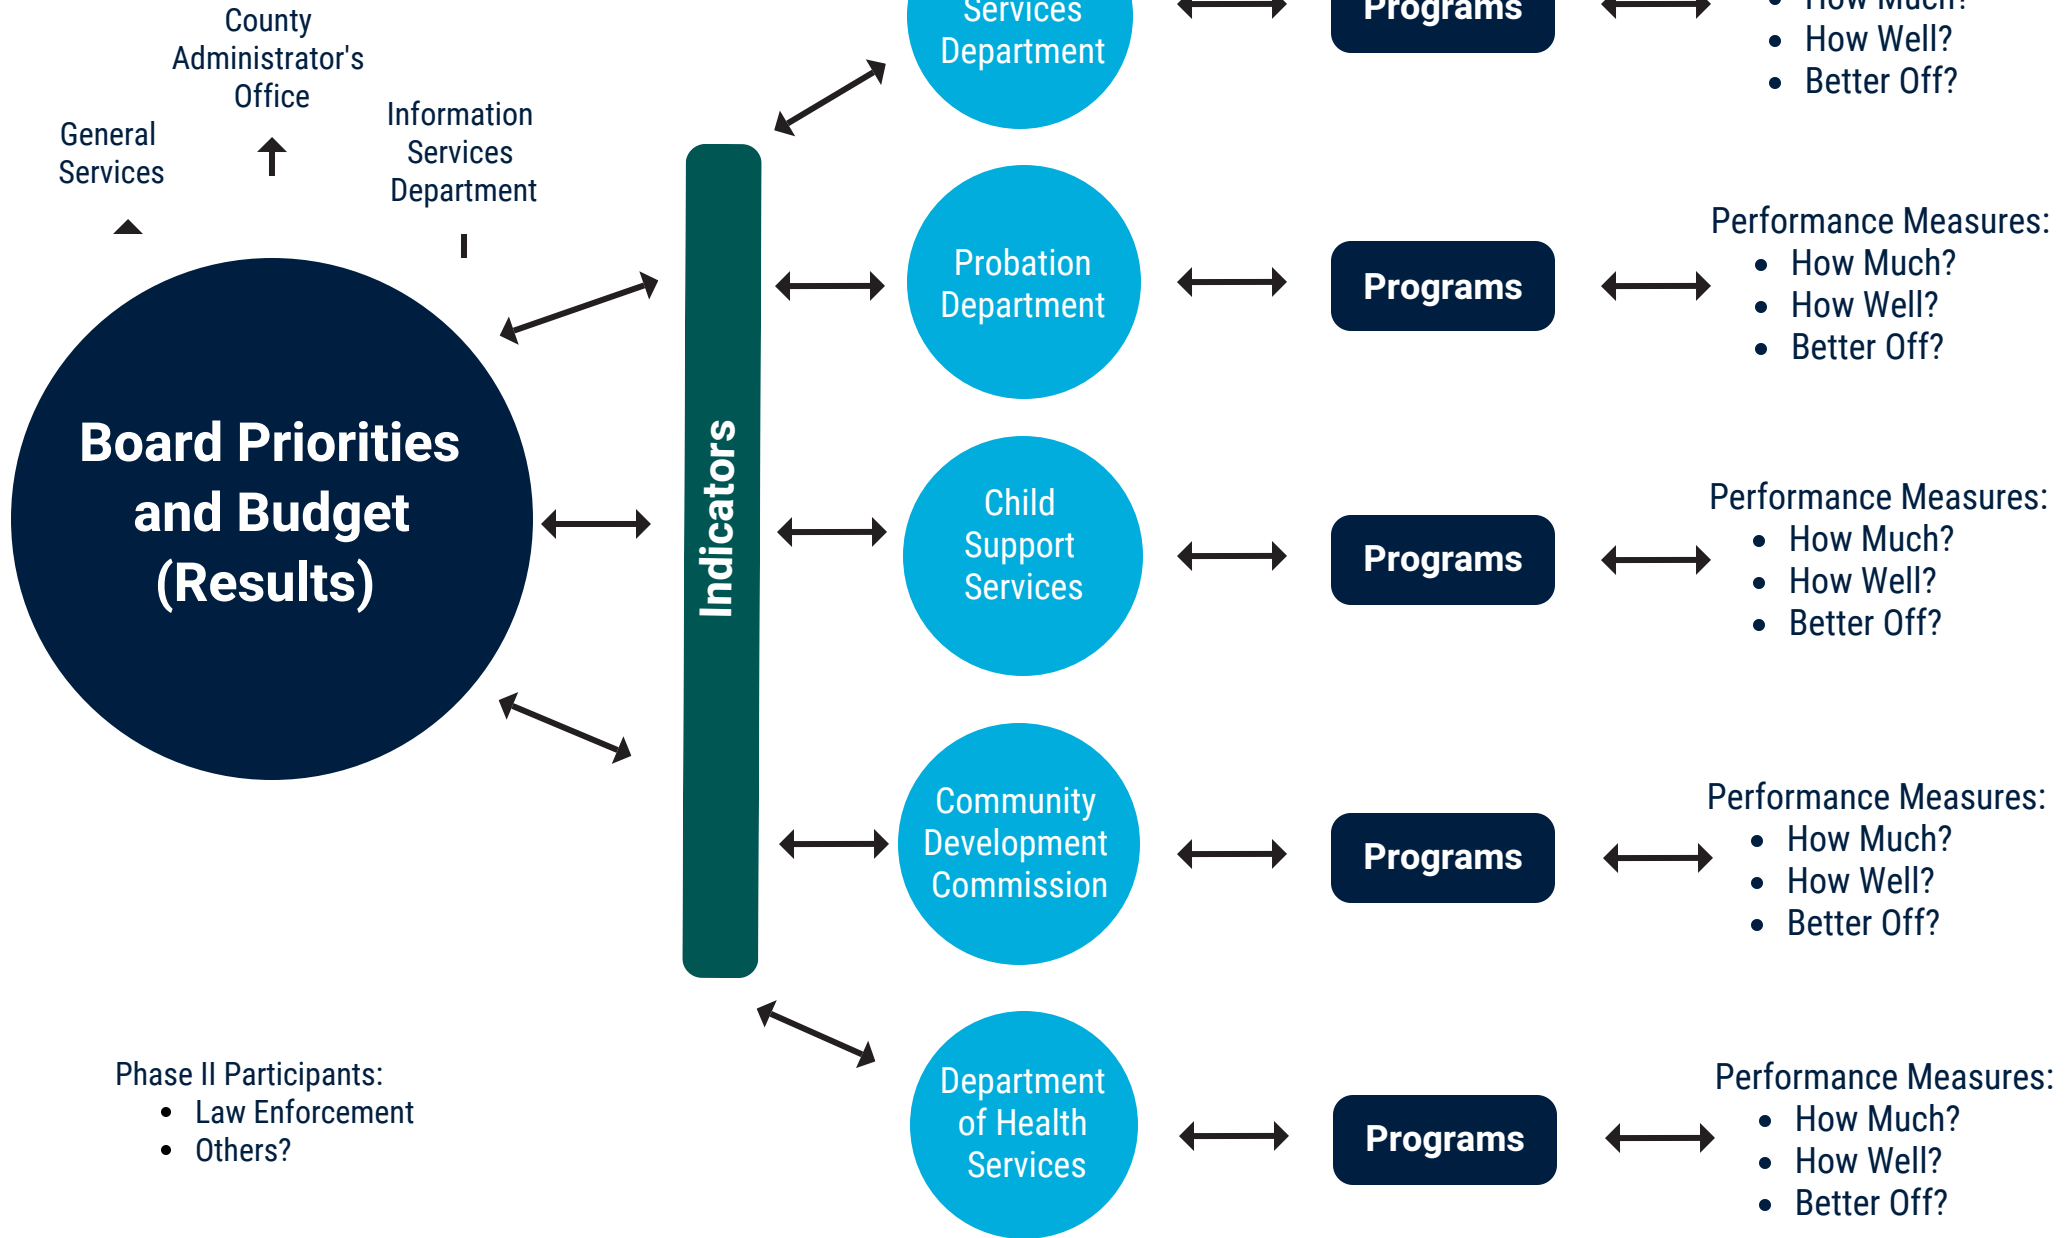 County
Administrator's
Office
General
Services
Information
Services
Department
Board Priorities
and Budget
(Results)
Indicators
Services
Department
Programs
How Much?
How Well?
Better Off?
Probation
Department
Programs
Performance Measures:
How Much?
How Well?
Better Off?
Child
Support
Services
Programs
Performance Measures:
How Much?
How Well?
Better Off?
Community
Development
Commission
Programs
Performance Measures:
How Much?
How Well?
Better Off?
Department
of Health
Services
Programs
Performance Measures:
How Much?
How Well?
Better Off?
Phase II Participants:
Law Enforcement
Others?